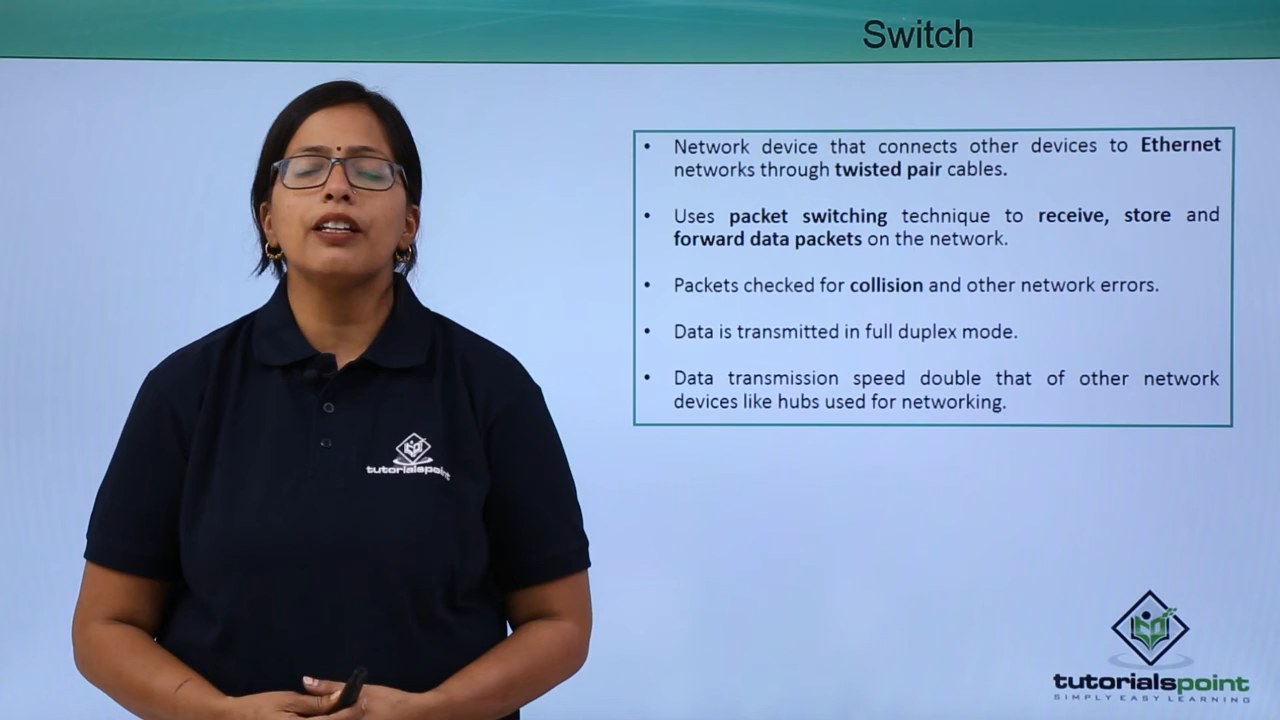 Switch
• Network device that connects other devices to Ethernet
networks through twisted pair cables.
• Uses packet switching technique to receive, store and
forward data packets on the network.
• Packets checked for collision and other network errors.
• Data is transmitted in full duplex mode.
• Data transmission speed double that of other network
devices like hubs used for networking.
tutorialspoint
tutorialspoint
SIMPLY EASY LEARNING